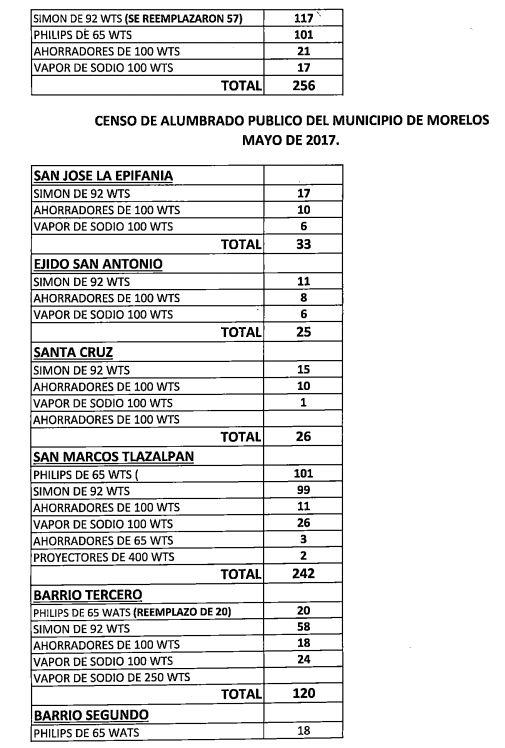 SIMON DE 92 WTS (SE REEMPLAZARON 57) 117
PHILIPS DE 65 WTS 101
AHORRADORES DE 100 WTS 21
VAPOR DE SODIO 100 WTS 17
TOTAL 256
CENSO DE ALUMBRADO PUBLICO DEL MUNICIPIO DE MORELOS
MAYO DE 2017.
SAN JOSE LA EPIFANIA
SIMON DE 92 WTS 17
AHORRADORES DE 100 WTS 10
VAPOR DE SODIO 100 WTS 6
TOTAL 33
EJIDO SAN ANTONIO
SIMON DE 92 WTS 11
AHORRADORES DE 100 WTS 8
VAPOR DE SODIO 100 WTS 6
TOTAL 25
SANTA CRUZ
SIMON DE 92 WTS 15
AHORRADORES DE 100 WTS 10
VAPOR DE SODIO 100 WTS 1
AHORRADORES DE 100 WTS
TOTAL 26
SAN MARCOS TLAZALPAN
PHILIPS DE 65 WTS ( 101
SIMON DE 92 WTS 99
AHORRADORES DE 100 WTS 11
VAPOR DE SODIO 100 WTS 26
AHORRADORES DE 65 WTS 3
PROYECTORES DE 400 WTS 2
TOTAL 242
BARRIO TERCERO
PHILIPS DE 65 WATS (REEMPLAZO DE 20) 20
SIMON DE 92 WTS 58
AHORRADORES DE 100 WTS 18
VAPOR DE SODIO 100 WTS 24
VAPOR DE SODIO DE 250 WTS
TOTAL 120
BARRIO SEGUNDO
PHILIPS DE 65 WATS 18